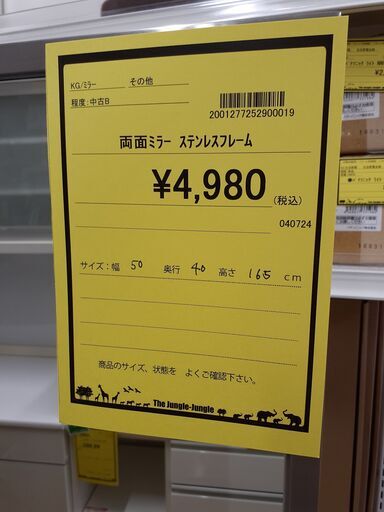 KG/ミラー その他
程度:中古B
2001277252900019
両面ミラー ステンレスフレーム
¥4,980 (税込)
040724
サイズ:幅 50 奥行 40 高さ 165 cm
商品のサイズ、状態を よくご確認下さい。
The Jungle-Jungle